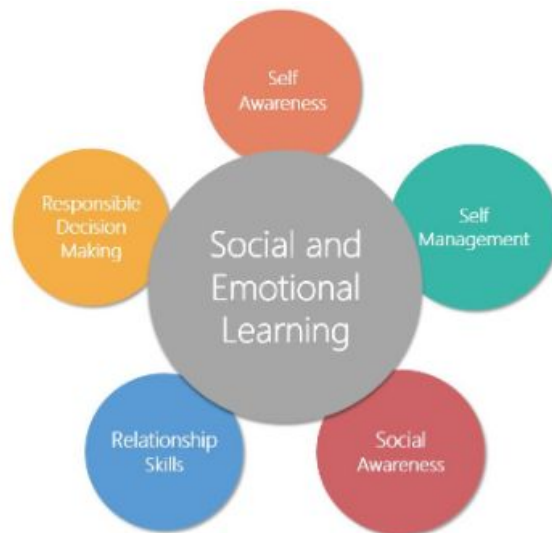 Self
Awareness
Responsible
Decision
Making
Self
Management
Social and
Emotional
Learning
Relationship
Skills
Social
Awareness